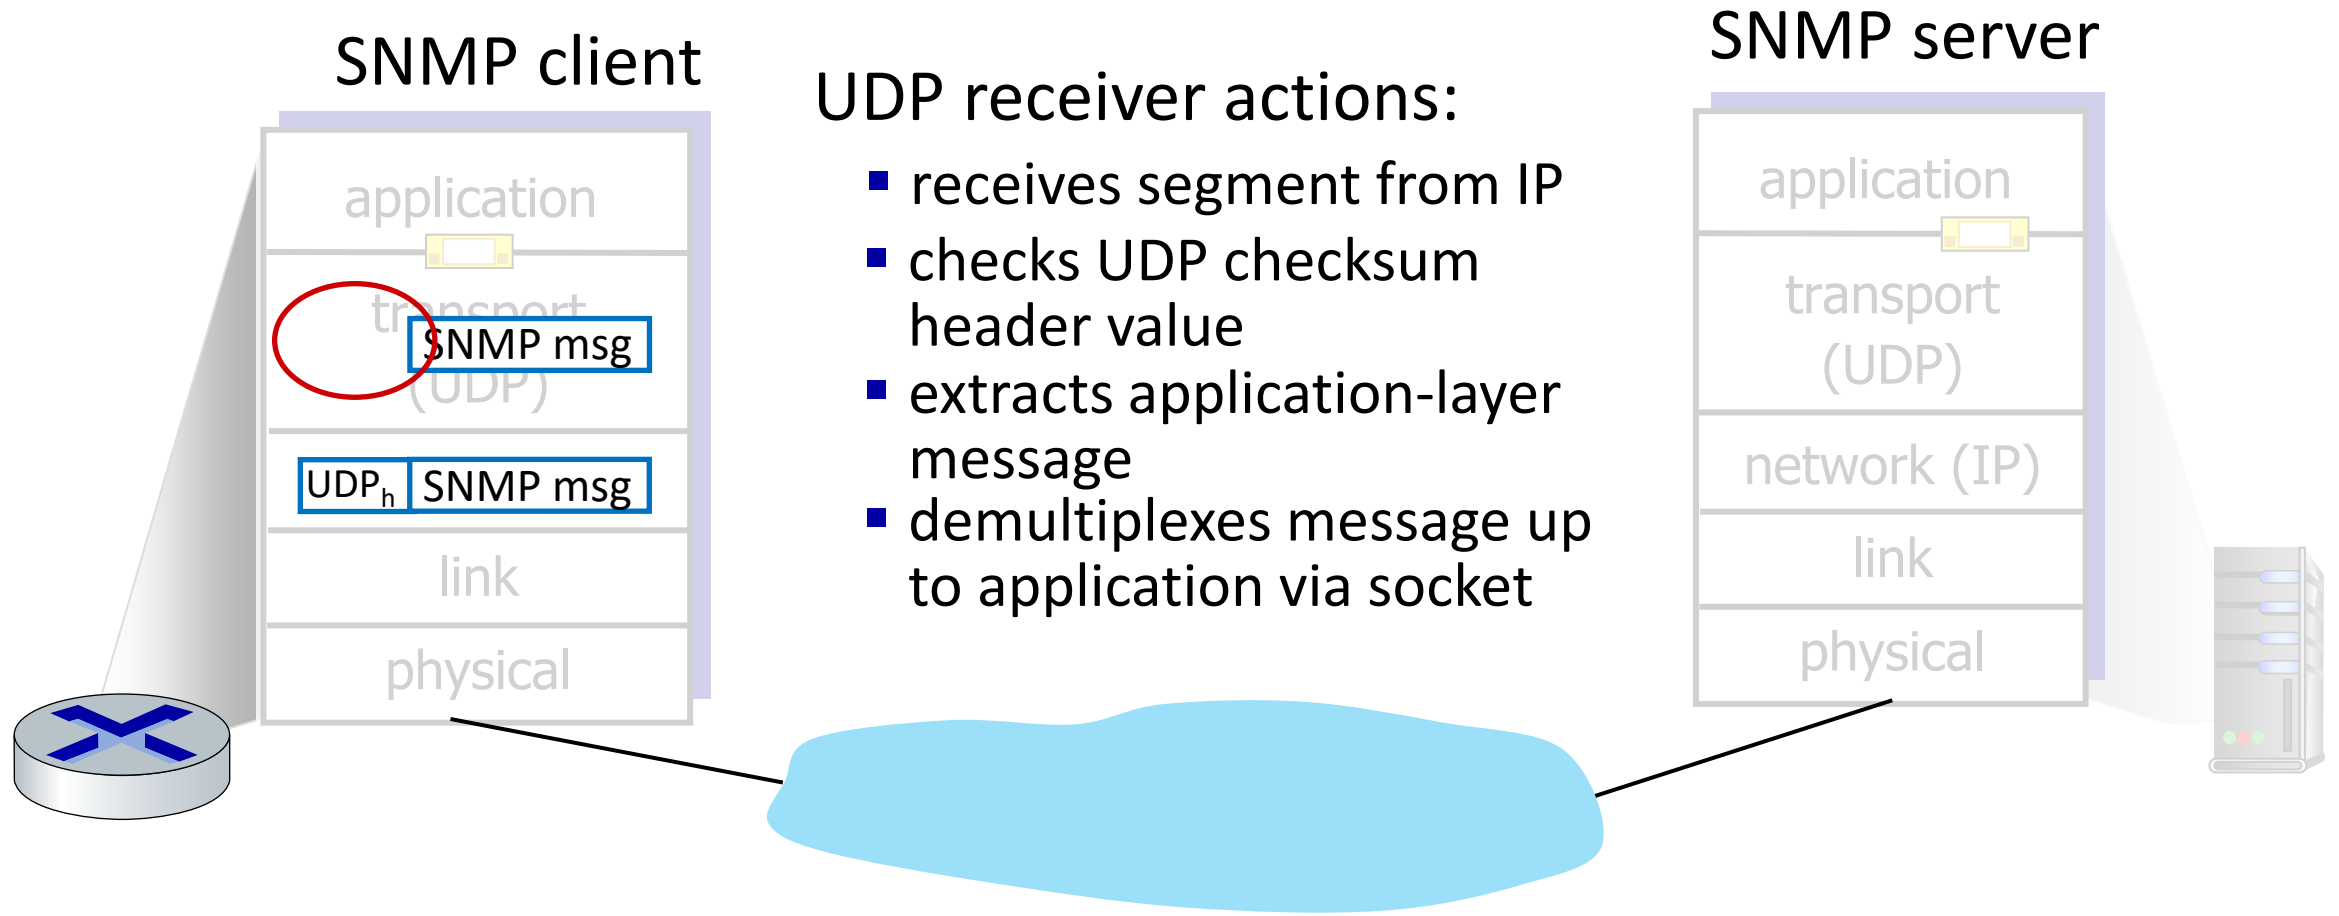 SNMP client
application
transport
SNMP msg
(UDP)
UDPh SNMP msg
link
physical
UDP receiver actions:
receives segment from IP
checks UDP checksum
header value
extracts application-layer
message
demultiplexes message up
to application via socket
SNMP server
application
transport
(UDP)
network (IP)
link
physical